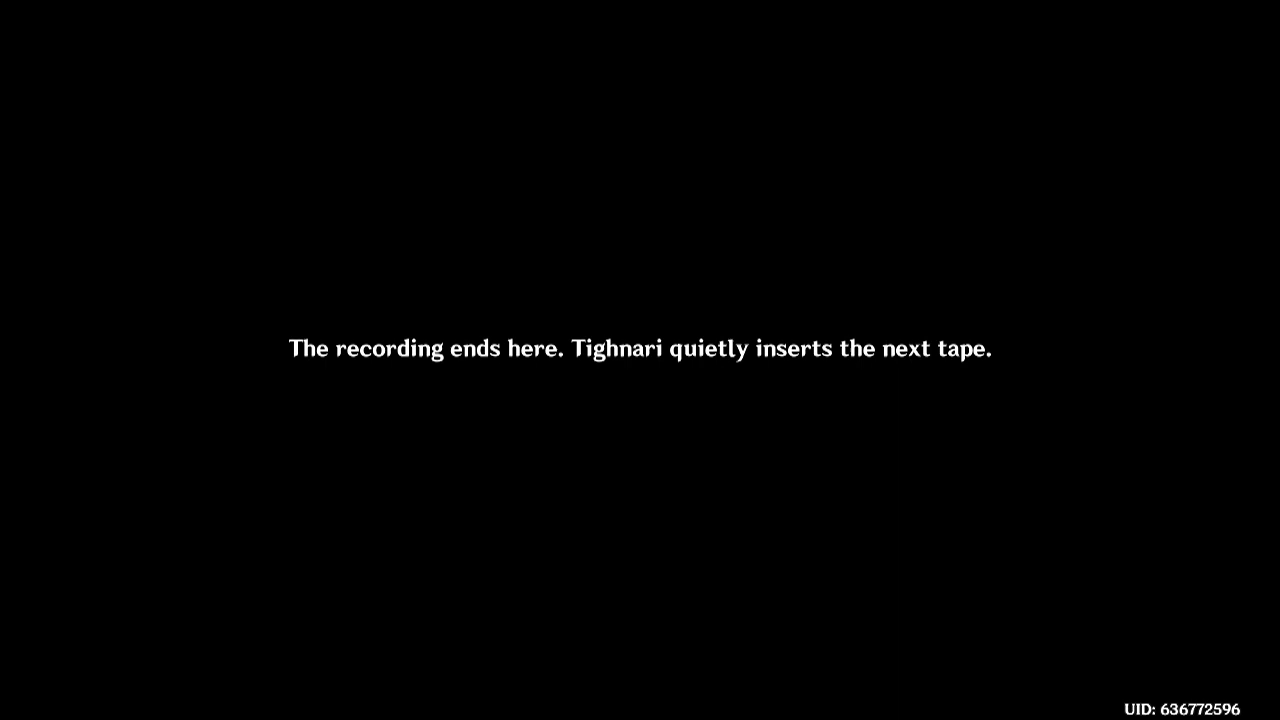 The recording ends here. Tighnari quietly inserts the next tape.
UID: 636772596